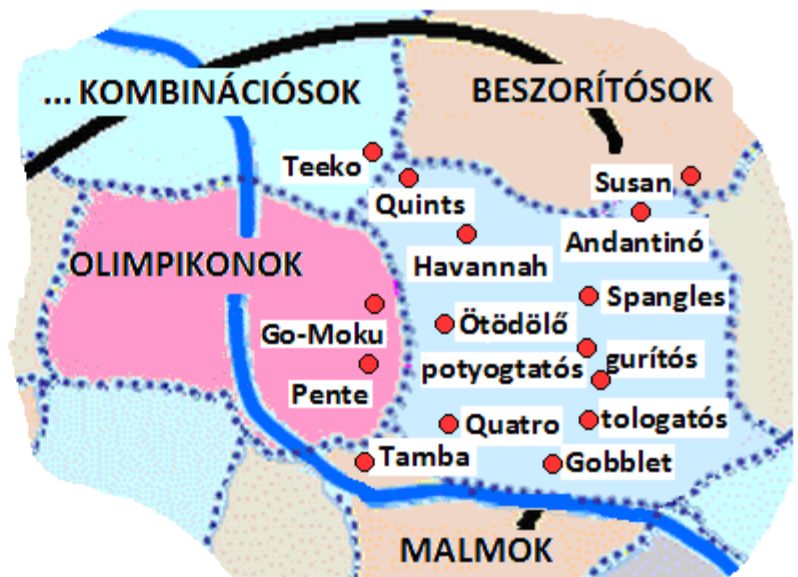 ... KOMBINÁCIÓSOK
BESZORÍTÓSOK
Teeko
Susan
Quints
Andantinó
Havannah
OLIMPIKONOK
Spangles
Go-Moku
Ötödölő
potyogtatós
gurítós
Pente
Quatro
tologatós
Tamba
Gobblet
MALMOK